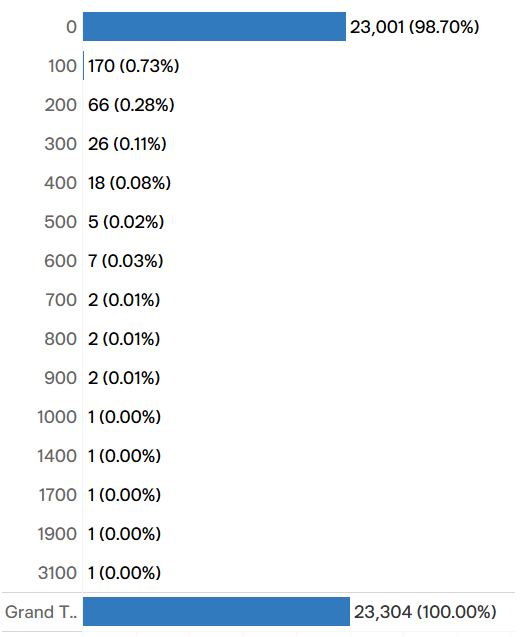 0 23,001 (98.70%)
100 170 (0.73%)
200 66 (0.28%)
300 26 (0.11%)
400 18 (0.08%)
500 5 (0.02%)
600 7 (0.03%)
700 2 (0.01%)
800 2 (0.01%)
900 2 (0.01%)
1000 1 (0.00%)
1400 1 (0.00%)
1700 1 (0.00%)
1900 1 (0.00%)
3100 1 (0.00%)
Grand T.. 23,304 (100.00%)